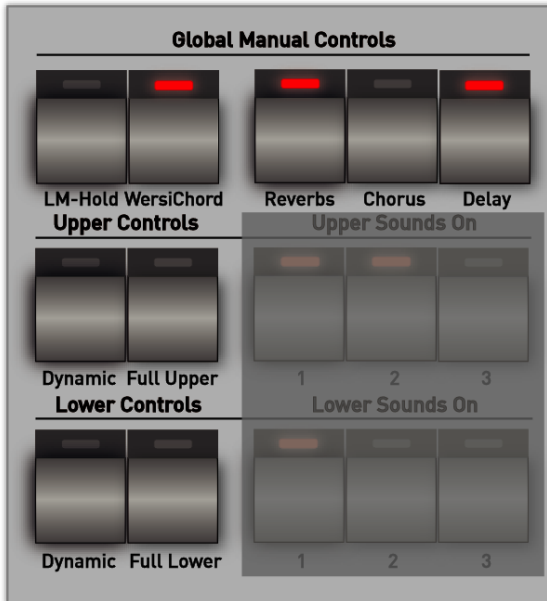 Global Manual Controls
LM-Hold WersiChord Reverbs Chorus Delay
Upper Controls Upper Sounds On
Dynamic Full Upper 1 2 3
Lower Controls Lower Sounds On
Dynamic Full Lower 1 2 3